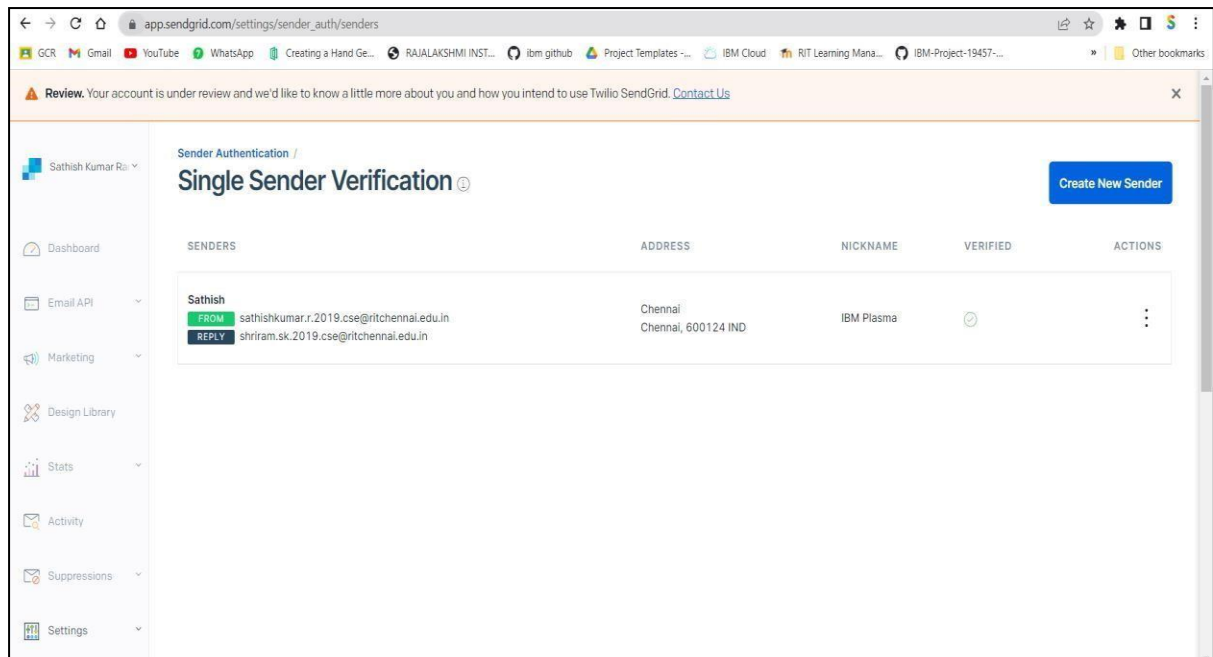 app.sendgrid.com/settings/sender_auth/senders
GCR Gmail YouTube WhatsApp Creating a Hand Ge... RAJALAKSHMI INST... ibm github Project Templates -... IBM Cloud RIT Learning Mana... IBM-Project-19457-... » Other bookmarks
Review. Your account is under review and we'd like to know a little more about you and how you intend to use Twilio SendGrid. Contact Us
Sathish Kumar Ra
Sender Authentication /
Single Sender Verification
Create New Sender
SENDERS ADDRESS NICKNAME VERIFIED ACTIONS
Sathish
FROM sathishkumar.r.2019.cse@ritchennai.edu.in
REPLY shriram.sk.2019.cse@ritchennai.edu.in
Chennai
Chennai, 600124 IND
IBM Plasma
Dashboard
Email API
Marketing
Design Library
Stats
Activity
Suppressions
Settings